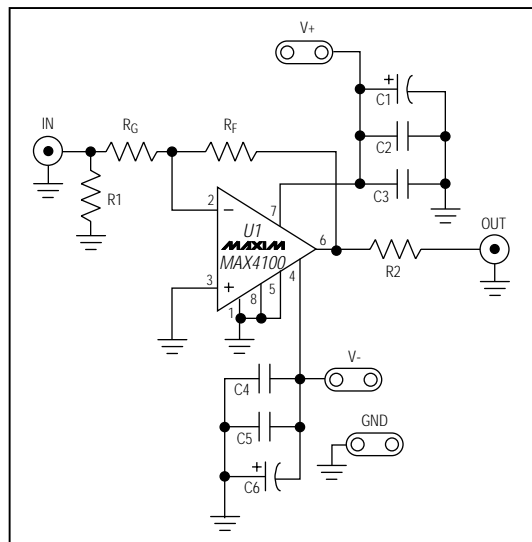 V+
+
C1
IN
RG
RF
C2
C3
R1
2
−
7
U1
MAXIM
MAX4100
6
OUT
R2
3
+
4
5
8
1
V-
C4
GND
C5
+
C6